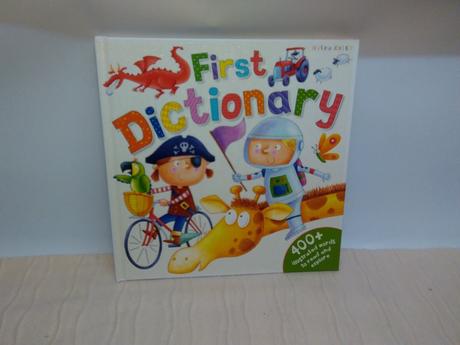 Miles Kelly
First
Dictionary
400+
illustrated words
to read and
explore